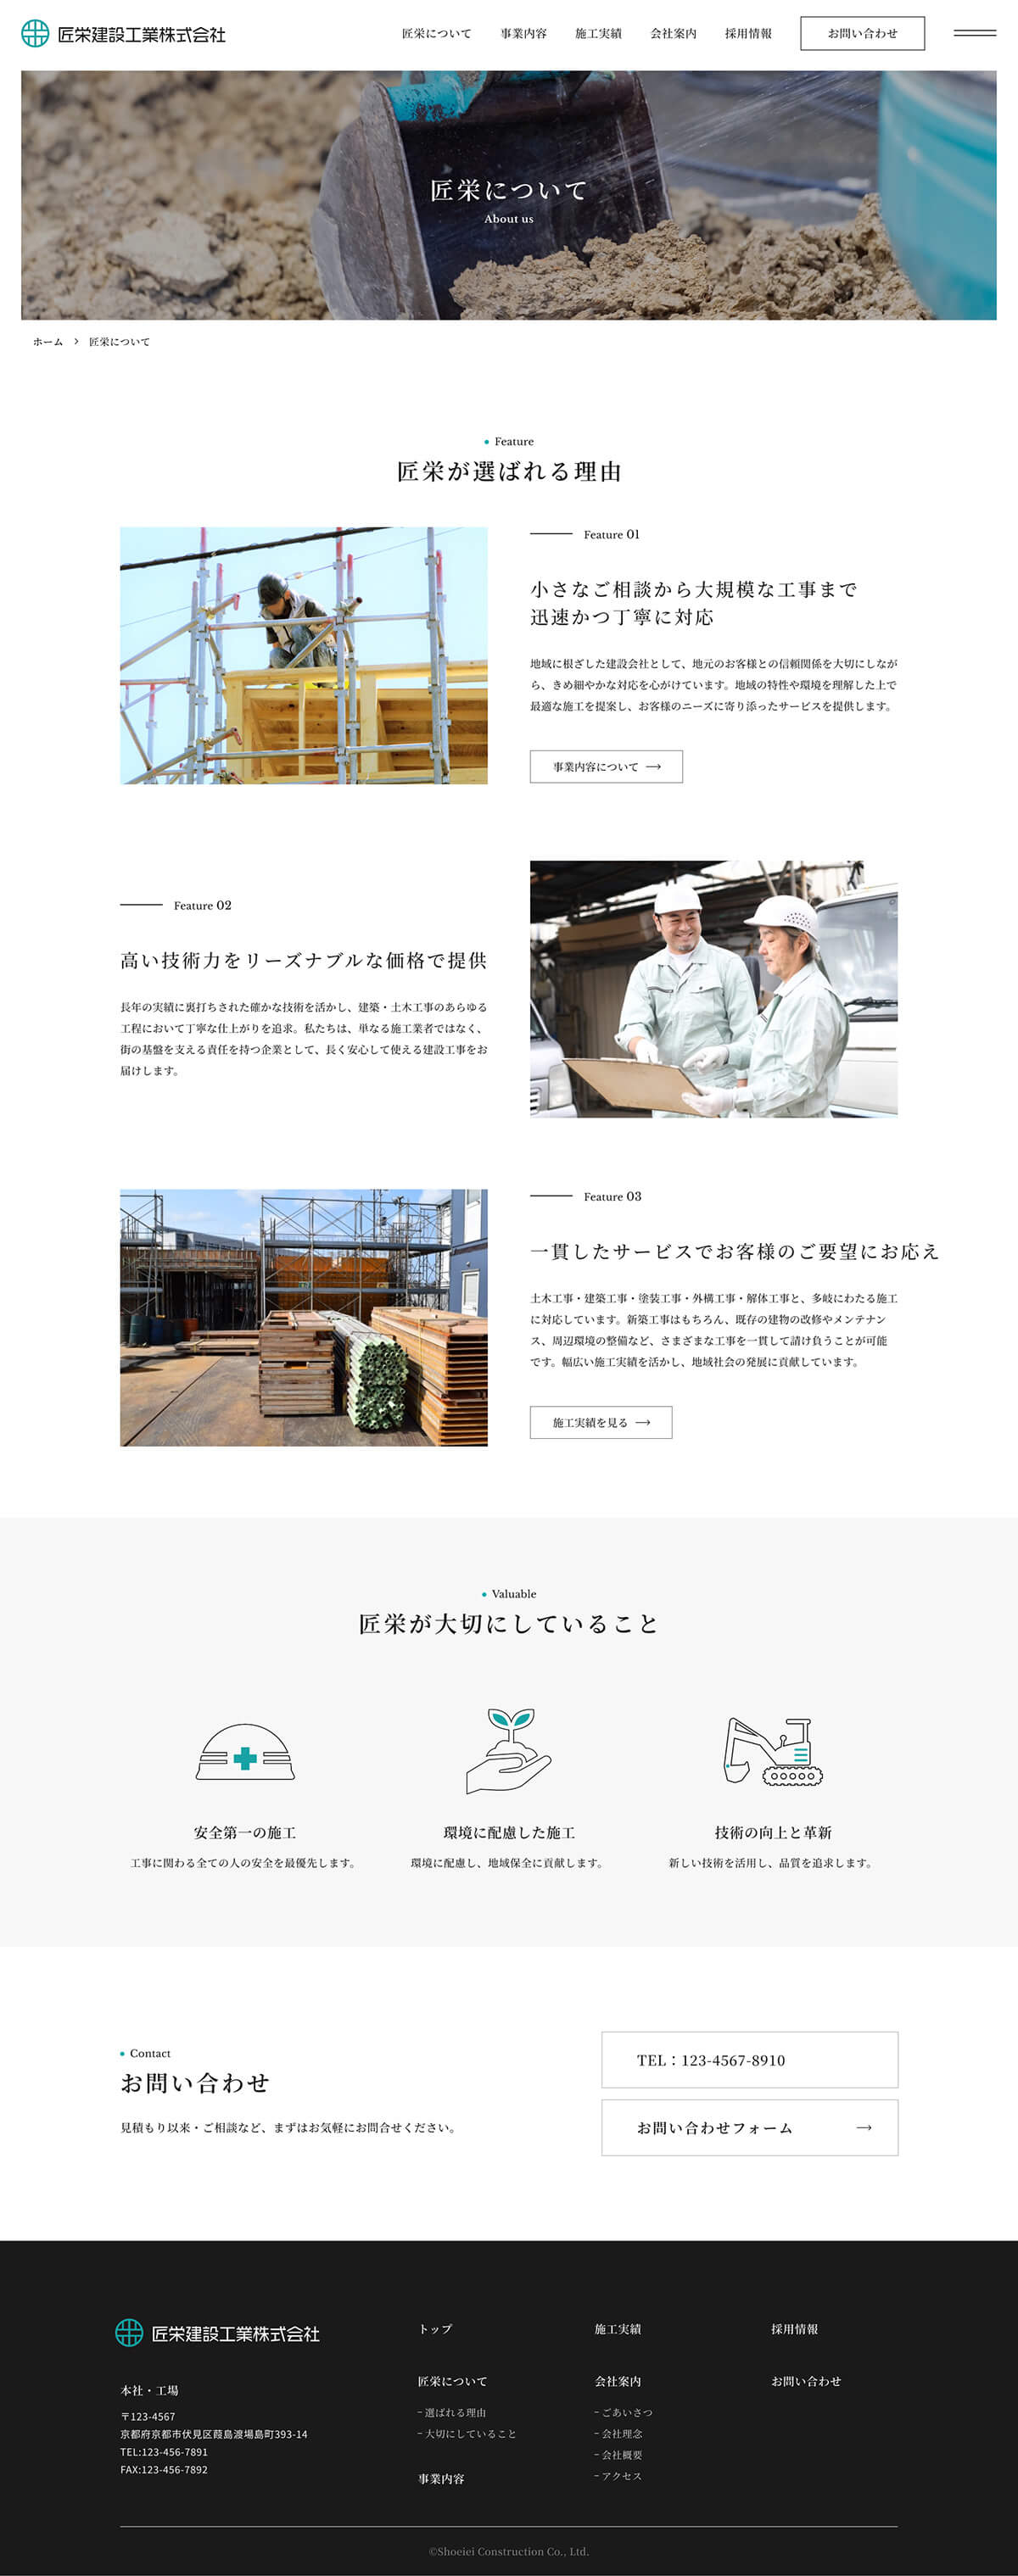 匠栄建設工業株式会社
匠栄について 事業内容 施工実績 会社案内 採用情報 お問い合わせ
匠栄について
About us
ホーム > 匠栄について
Feature
匠栄が選ばれる理由
Feature 01
小さなご相談から大規模な工事まで
迅速かつ丁寧に対応
地域に根ざした建設会社として、地元のお客様との信頼関係を大切にしなが
ら、きめ細やかな対応を心がけています。地域の特性や環境を理解した上で
最適な施工を提案し、お客様のニーズに寄り添ったサービスを提供します。
事業内容について →
Feature 02
高い技術力をリーズナブルな価格で提供
長年の実績に裏打ちされた確かな技術を活かし、建築・土木工事のあらゆる
工程において丁寧な仕上がりを追求。私たちは、単なる施工業者ではなく、
街の基盤を支える責任を持つ企業として、長く安心して使える建設工事をお
届けします。
Feature 03
一貫したサービスでお客様のご要望にお応え
土木工事・建築工事・塗装工事・外構工事・解体工事と、多岐にわたる施工
に対応しています。新築工事はもちろん、既存の建物の改修やメンテナン
ス、周辺環境の整備など、さまざまな工事を一貫して請け負うことが可能
です。幅広い施工実績を活かし、地域社会の発展に貢献しています。
施工実績を見る →
Valuable
匠栄が大切にしていること
安全第一の施工
工事に関わる全ての人の安全を最優先します。
環境に配慮した施工
環境に配慮し、地域保全に貢献します。
技術の向上と革新
新しい技術を活用し、品質を追求します。
Contact
お問い合わせ
見積もり以来・ご相談など、まずはお気軽にお問合せください。
TEL：123-4567-8910
お問い合わせフォーム →
匠栄建設工業株式会社
本社・工場
〒123-4567
京都府京都市伏見区葭島渡場島町393-14
TEL:123-456-7891
FAX:123-456-7892
トップ
匠栄について
− 選ばれる理由
− 大切にしていること
事業内容
施工実績
会社案内
− ごあいさつ
− 会社理念
− 会社概要
− アクセス
採用情報
お問い合わせ
©Shoeiei Construction Co., Ltd.